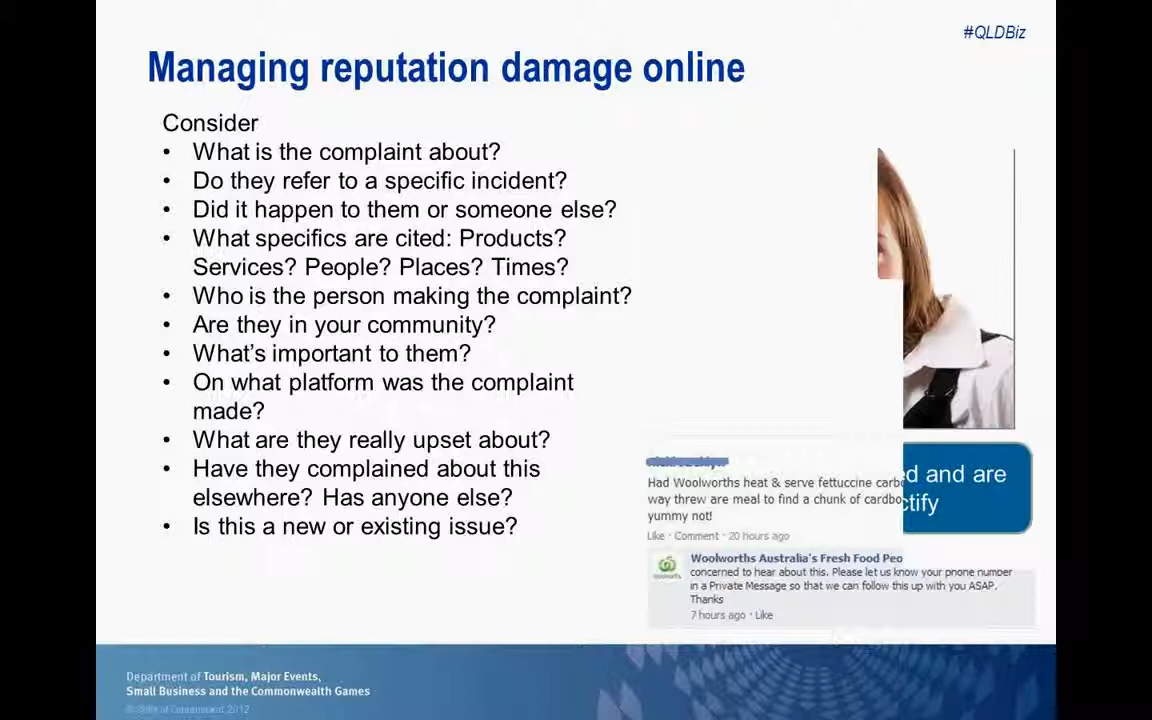 #QLDBiz
Managing reputation damage online
Consider
• What is the complaint about?
• Do they refer to a specific incident?
• Did it happen to them or someone else?
• What specifics are cited: Products?
Services? People? Places? Times?
• Who is the person making the complaint?
• Are they in your community?
• What's important to them?
• On what platform was the complaint
made?
• What are they really upset about?
• Have they complained about this
elsewhere? Has anyone else?
• Is this a new or existing issue?
ed and are
ctify
Had Woolworths heat & serve fettuccine carbo
way threw are meal to find a chunk of cardbo
yummy not!
Like · Comment · 20 hours ago
Woolworths Australia's Fresh Food Peo
concerned to hear about this. Please let us know your phone number
in a Private Message so that we can follow this up with you ASAP.
Thanks
7 hours ago · Like
Department of Tourism, Major Events,
Small Business and the Commonwealth Games
© State of Queensland 2012